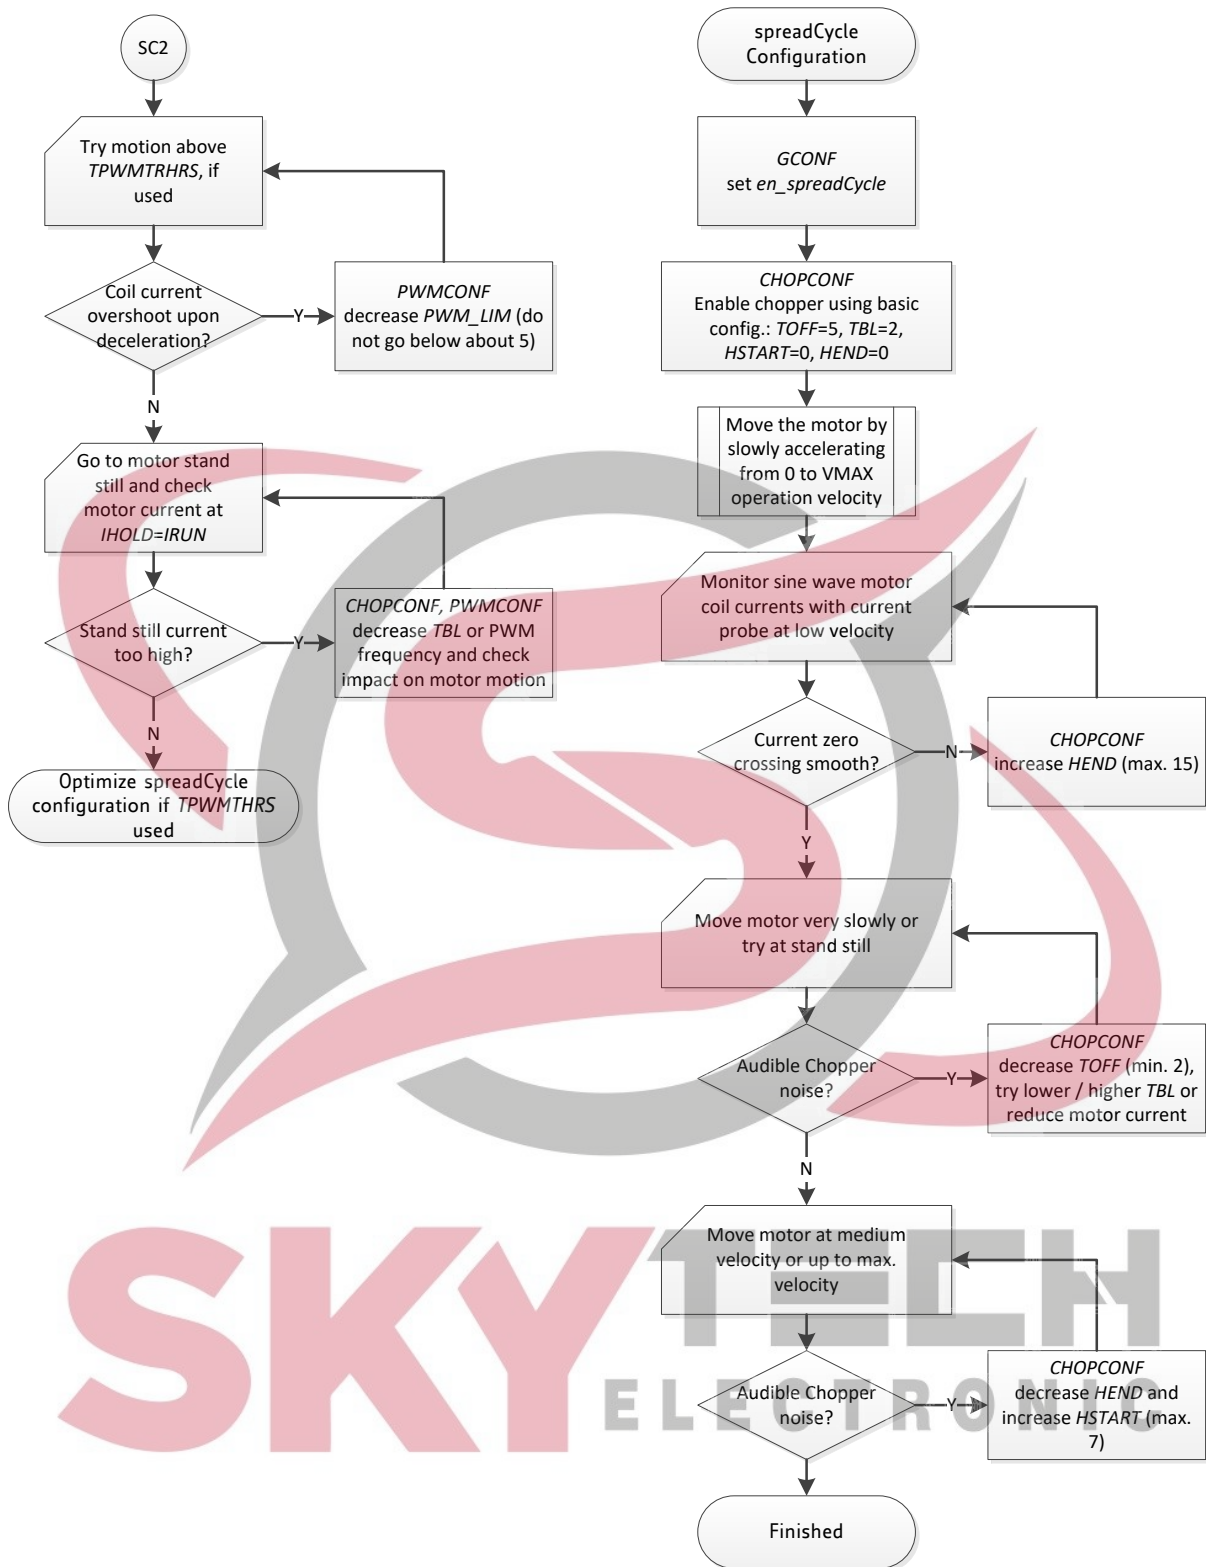 SC2
Try motion above
TPWMTRHRS, if
used
Coil current
overshoot upon
deceleration?
Y
PWMCONF
decrease PWM_LIM (do
not go below about 5)
N
Go to motor stand
still and check
motor current at
IHOLD=IRUN
Stand still current
too high?
Y
CHOPCONF, PWMCONF
decrease TBL or PWM
frequency and check
impact on motor motion
N
Optimize spreadCycle
configuration if TPWMTHRS
used
spreadCycle
Configuration
GCONF
set en_spreadCycle
CHOPCONF
Enable chopper using basic
config.: TOFF=5, TBL=2,
HSTART=0, HEND=0
Move the motor by
slowly accelerating
from 0 to VMAX
operation velocity
Monitor sine wave motor
coil currents with current
probe at low velocity
Current zero
crossing smooth?
N
CHOPCONF
increase HEND (max. 15)
Y
Move motor very slowly or
try at stand still
Audible Chopper
noise?
Y
CHOPCONF
decrease TOFF (min. 2),
try lower / higher TBL or
reduce motor current
N
Move motor at medium
velocity or up to max.
velocity
Audible Chopper
noise?
Y
CHOPCONF
decrease HEND and
increase HSTART (max.
7)
Finished
SKYTECH
ELECTRONIC